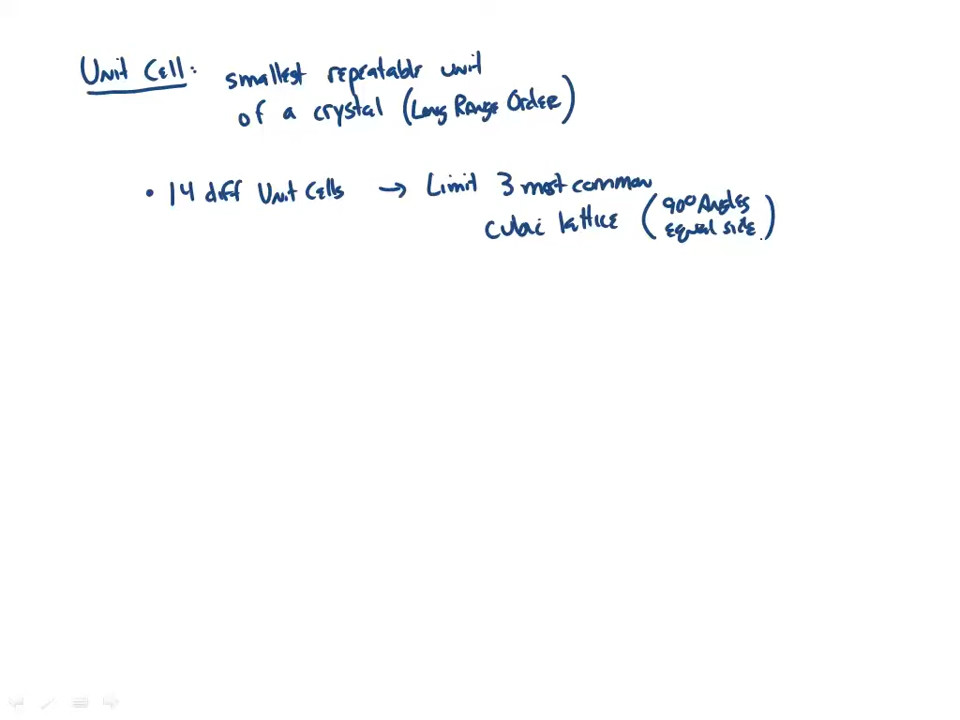 Unit Cell: smallest repeatable unit
of a crystal (Long Range Order)
• 14 diff Unit Cells → Limit 3 most common
cubic lattice (90° Angles
equal side)